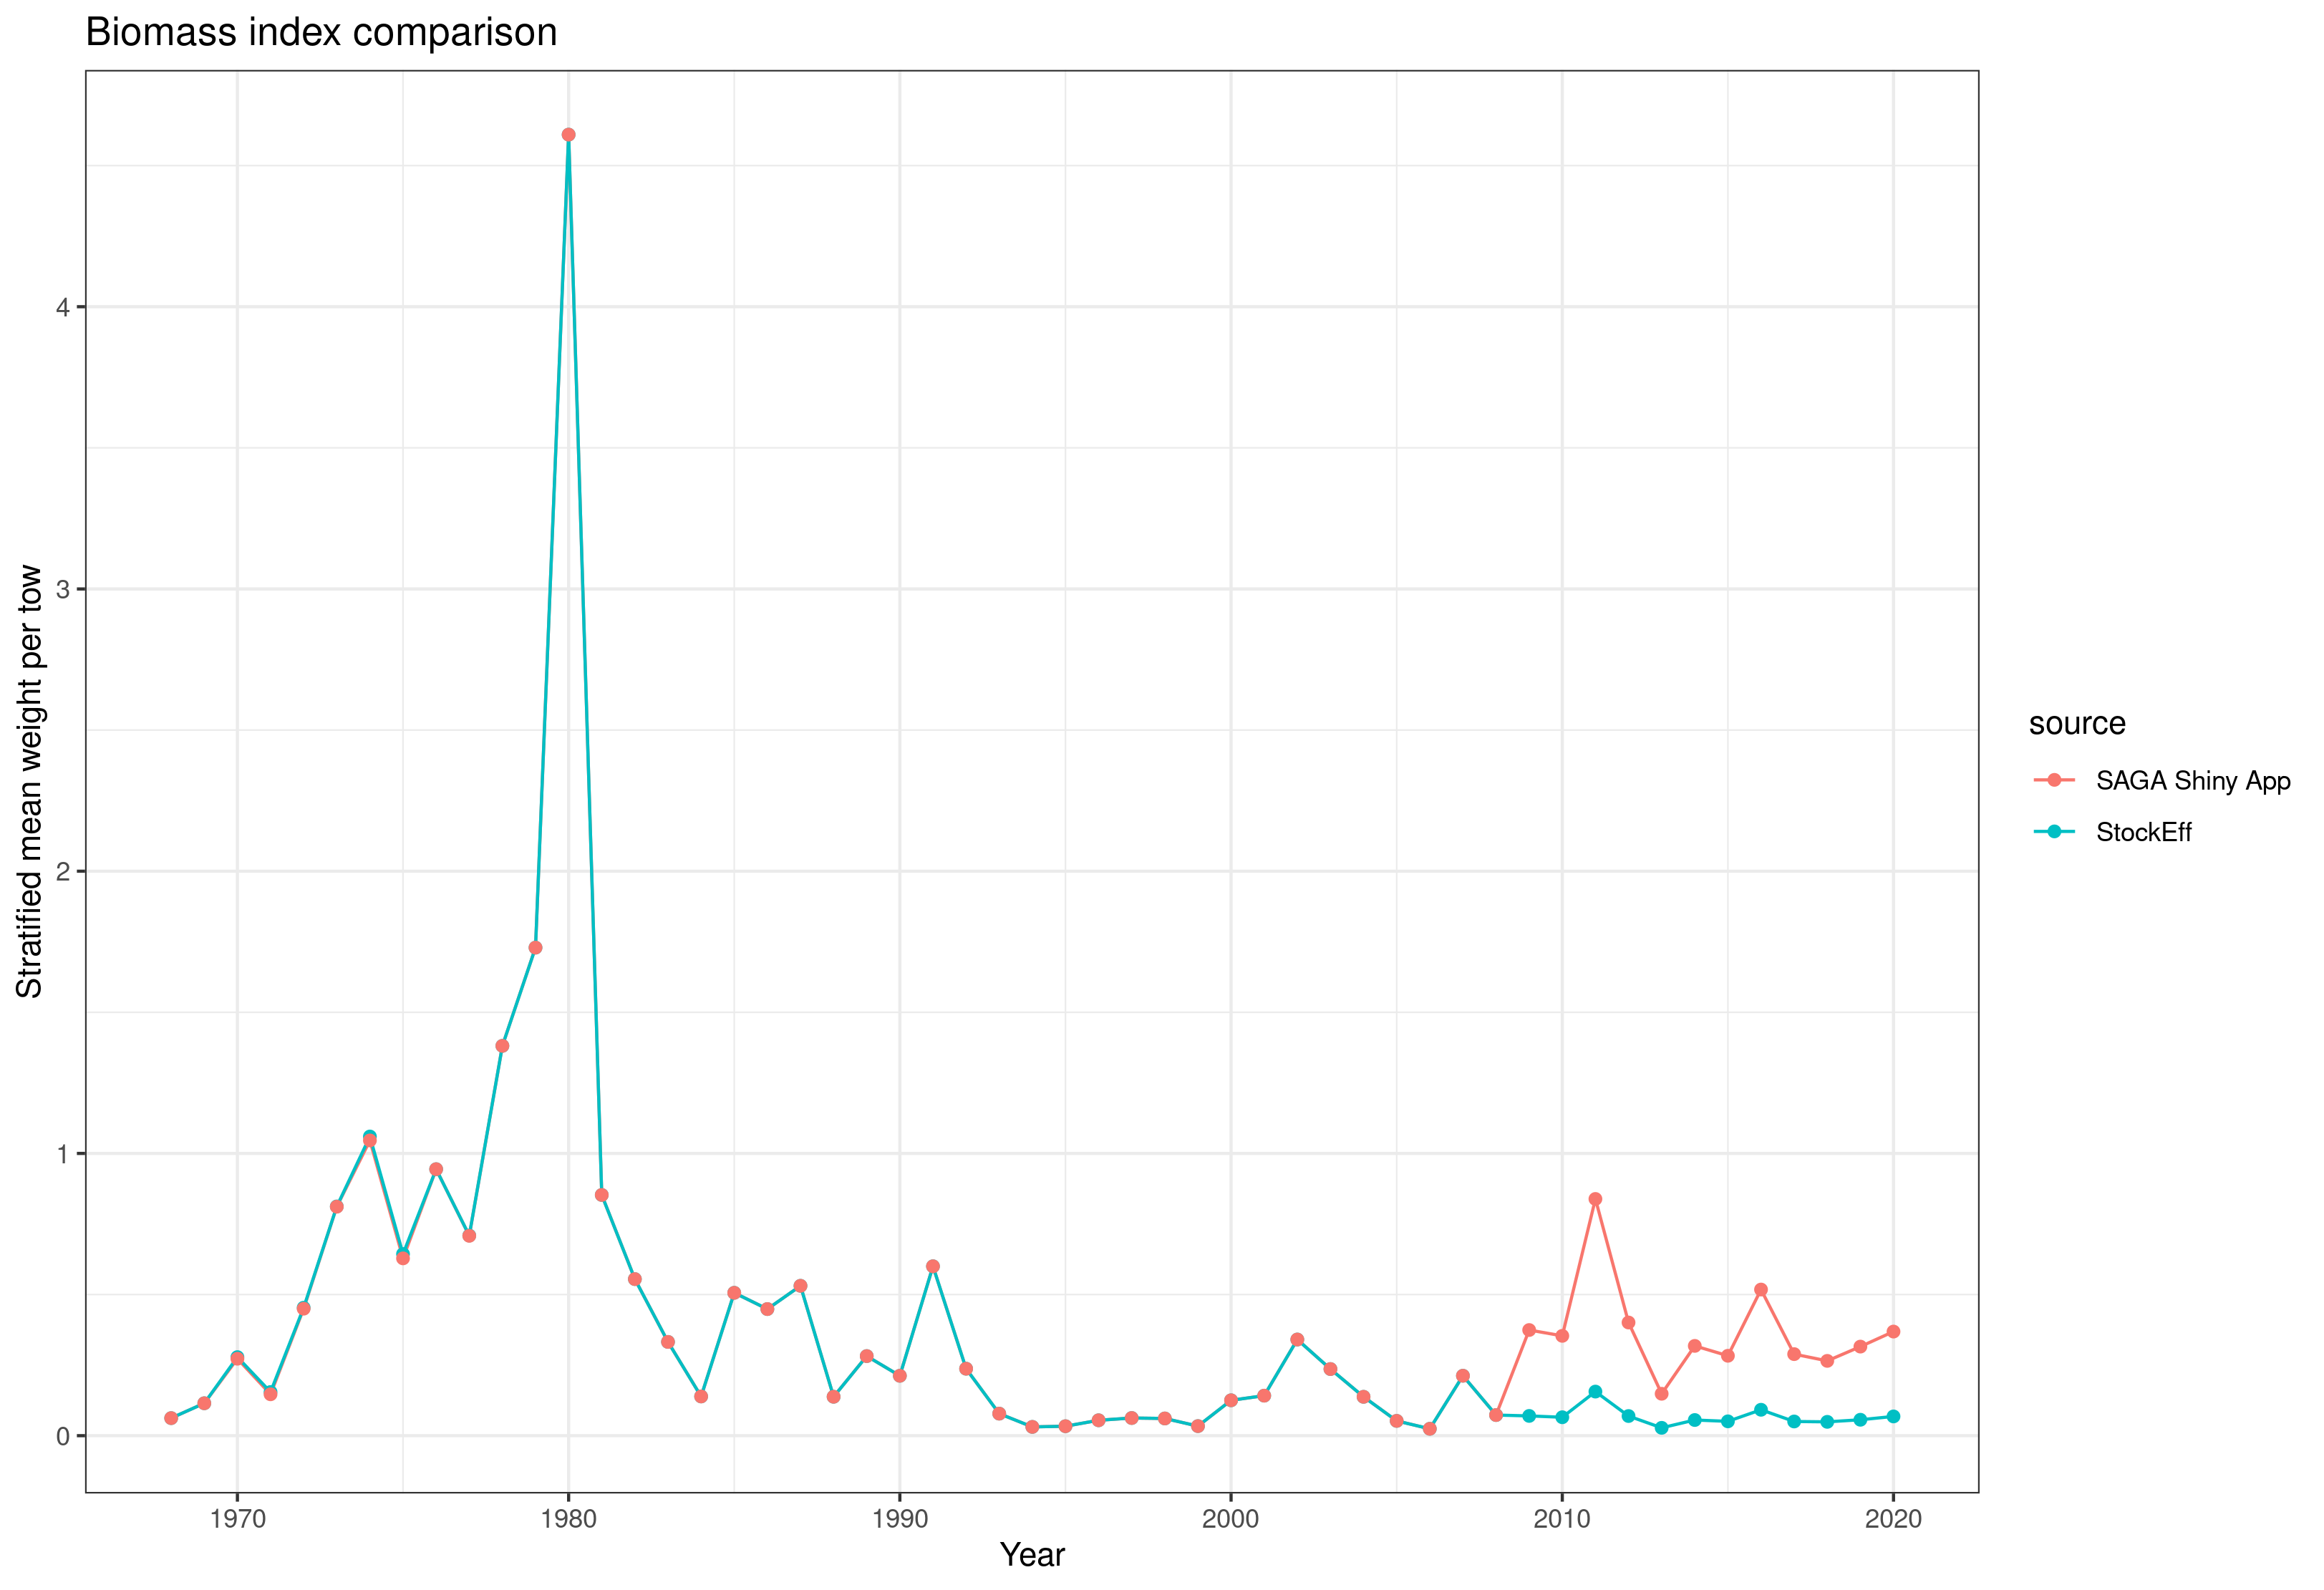 Biomass index comparison
Stratified mean weight per tow
4
3
2
1
0
1970 1980 1990 2000 2010 2020
Year
source
SAGA Shiny App
StockEff